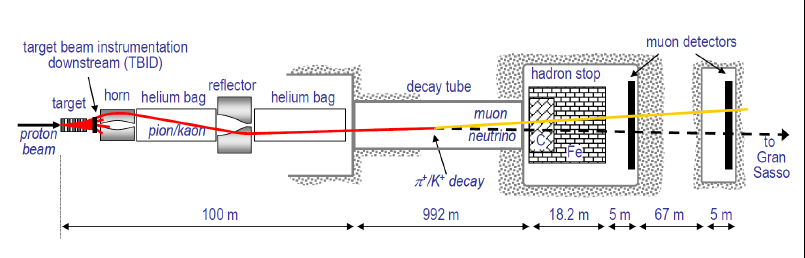 target beam instrumentation
downstream (TBID)
muon detectors
reflector
decay tube
hadron stop
target
horn
helium bag
helium bag
muon
neutrino
pion/kaon
proton
beam
C
Fe
to
Gran
Sasso
π⁺/K⁺ decay
100 m
992 m
18.2 m
5 m
67 m
5 m